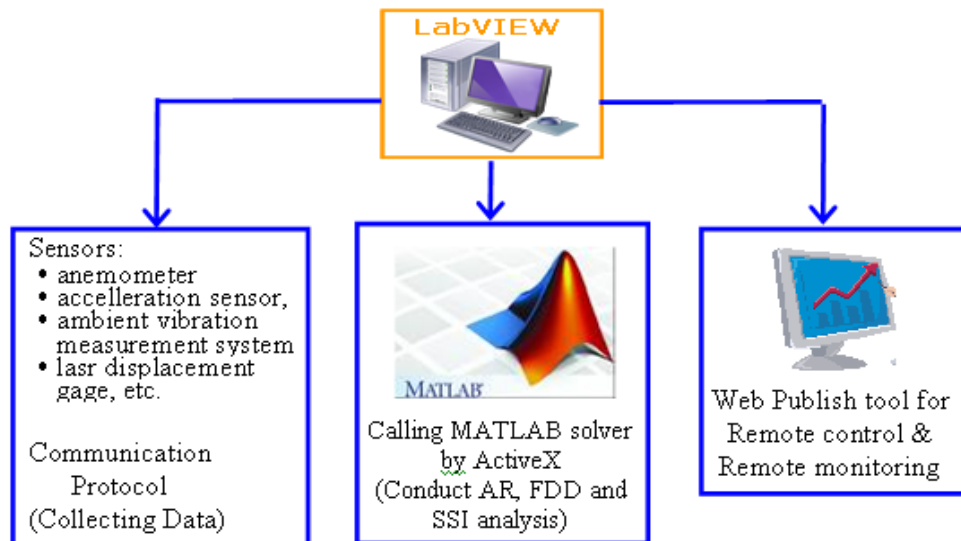 LabVIEW
Sensors:
• anemometer
• accelleration sensor,
• ambient vibration
measurement system
• lasr displacement
gage, etc.
Communication
Protocol
(Collecting Data)
MATLAB
Calling MATLAB solver
by ActiveX
(Conduct AR, FDD and
SSI analysis)
Web Publish tool for
Remote control &
Remote monitoring